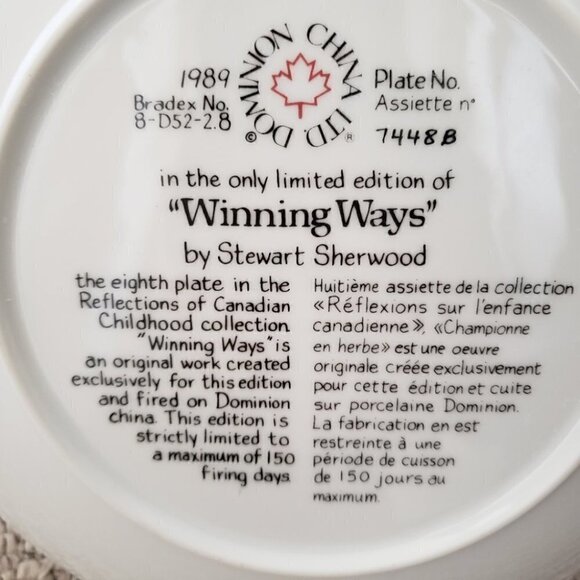 DOMINION CHINA LTD. © ®
1989
Bradex No.
8-D52-2.8
Plate No.
Assiette n°
7448B
in the only limited edition of
"Winning Ways"
by Stewart Sherwood
the eighth plate in the
Reflections of Canadian
Childhood collection.
"Winning Ways" is
an original work created
exclusively for this edition
and fired on Dominion
china. This edition is
strictly limited to
a maximum of 150
firing days.
Huitième assiette de la collection
«Réflexions sur l'enfance
canadienne», «Championne
en herbe» est une oeuvre
originale créée exclusivement
pour cette édition et cuite
sur porcelaine Dominion.
La fabrication en est
restreinte à une
période de cuisson
de 150 jours au
maximum.